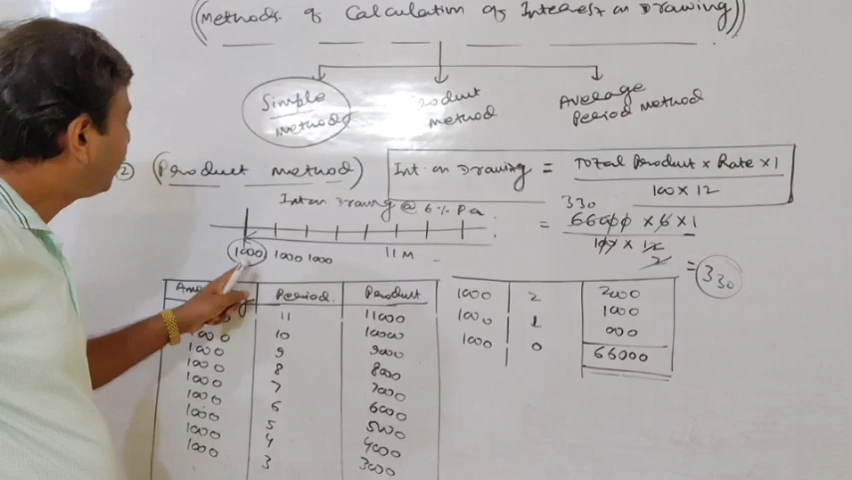 ((Methods of Calculation of Interest on Drawing))
Simple method
Product method
Average Period Method
② (Product method)
Int. on Drawing = Total Product × Rate × 1
100 × 12
Int on Drawing @ 6 % Pa
330
= 66000 × 6 × 1
100 × 12
2
= 330
1000 1000 1000 11 M
Period Product
11 11000
1000 10 10000
1000 9 9000
1000 8 8000
1000 7 7000
1000 6 6000
1000 5 5000
1000 4 4000
3 3000
1000 2 2000
1000 1 1000
1000 0 000
66000